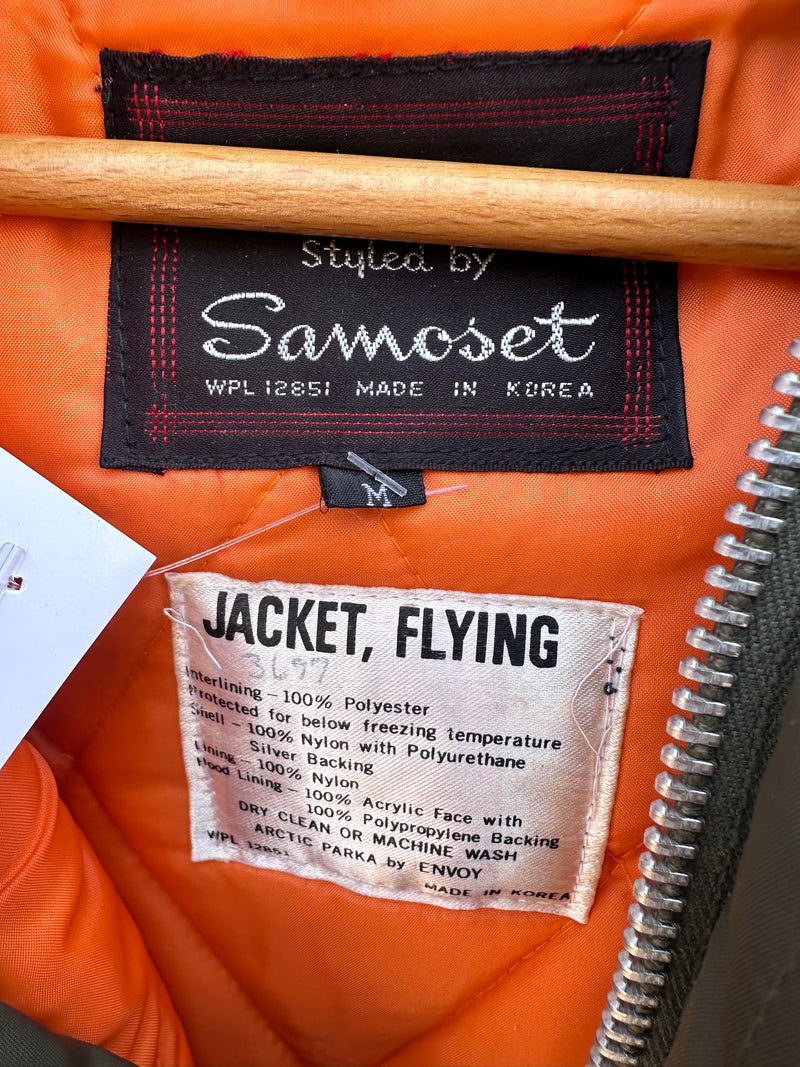 Styled by
Samoset
WPL 12851 MADE IN KOREA
M
JACKET, FLYING
3697
Interlining - 100% Polyester
Protected for below freezing temperature
Shell - 100% Nylon with Polyurethane
Silver Backing
Lining - 100% Nylon
Hood Lining - 100% Acrylic Face with
100% Polypropylene Backing
DRY CLEAN OR MACHINE WASH
ARCTIC PARKA by ENVOY
WPL 12851
MADE IN KOREA